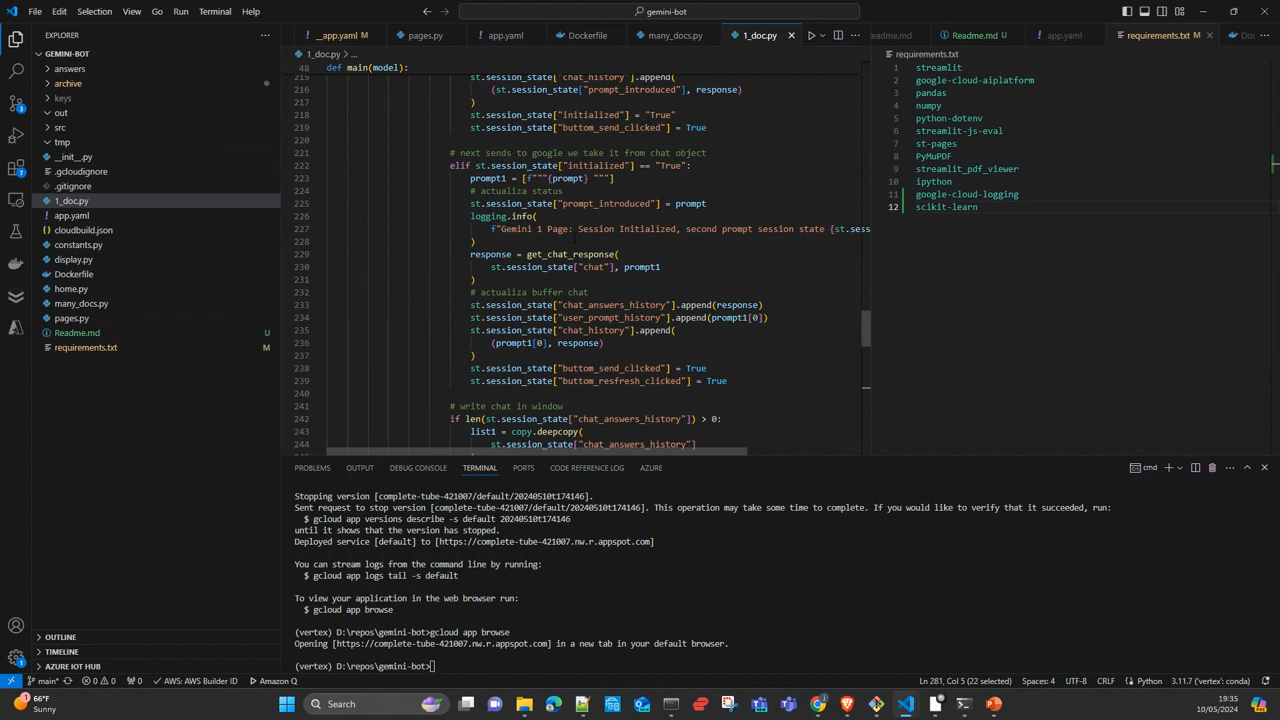 File Edit Selection View Go Run Terminal Help
gemini-bot
EXPLORER
GEMINI-BOT
answers
archive
keys
out
src
tmp
__init__.py
.gcloudignore
.gitignore
1_doc.py
app.yaml
cloudbuild.json
constants.py
Dockerfile
home.py
many_docs.py
pages.py
Readme.md U
requirements.txt M
OUTLINE
TIMELINE
AZURE IOT HUB
__app.yaml M pages.py app.yaml Dockerfile many_docs.py 1_doc.py
1_doc.py > ...
48 def main(model):
215 st.session_state["chat_history"].append(
216 (st.session_state["prompt_introduced"], response)
217 )
218 st.session_state["initialized"] = "True"
219 st.session_state["buttom_send_clicked"] = True
220
221 # next sends to google we take it from chat object
222 elif st.session_state["initialized"] == "True":
223 prompt1 = [f"""{prompt} """]
224 # actualiza status
225 st.session_state["prompt_introduced"] = prompt
226 logging.info(
227 f"Gemini 1 Page: Session Initialized, second prompt session state {st.sess
228 )
229 response = get_chat_response(
230 st.session_state["chat"], prompt1
231 )
232 # actualiza buffer chat
233 st.session_state["chat_answers_history"].append(response)
234 st.session_state["user_prompt_history"].append(prompt1[0])
235 st.session_state["chat_history"].append(
236 (prompt1[0], response)
237 )
238 st.session_state["buttom_send_clicked"] = True
239 st.session_state["buttom_resfresh_clicked"] = True
240
241 # write chat in window
242 if len(st.session_state["chat_answers_history"]) > 0:
243 list1 = copy.deepcopy(
244 st.session_state["chat_answers_history"]
readme.md Readme.md U app.yaml requirements.txt M Do
requirements.txt
1 streamlit
2 google-cloud-aiplatform
3 pandas
4 numpy
5 python-dotenv
6 streamlit-js-eval
7 st-pages
8 PyMuPDF
9 streamlit_pdf_viewer
10 ipython
11 google-cloud-logging
12 scikit-learn
PROBLEMS OUTPUT DEBUG CONSOLE TERMINAL PORTS CODE REFERENCE LOG AZURE
cmd
Stopping version [complete-tube-421007/default/20240510t174146].
Sent request to stop version [complete-tube-421007/default/20240510t174146]. This operation may take some time to complete. If you would like to verify that it succeeded, run:
$ gcloud app versions describe -s default 20240510t174146
until it shows that the version has stopped.
Deployed service [default] to [https://complete-tube-421007.nw.r.appspot.com]
You can stream logs from the command line by running:
$ gcloud app logs tail -s default
To view your application in the web browser run:
$ gcloud app browse
(vertex) D:\repos\gemini-bot>gcloud app browse
Opening [https://complete-tube-421007.nw.r.appspot.com] in a new tab in your default browser.
(vertex) D:\repos\gemini-bot>
main* 0 0 0 AWS: AWS Builder ID Amazon Q
Ln 281, Col 5 (22 selected) Spaces: 4 UTF-8 CRLF Python 3.11.7 ('vertex': conda)
66°F
Sunny
Search
19:35
10/05/2024